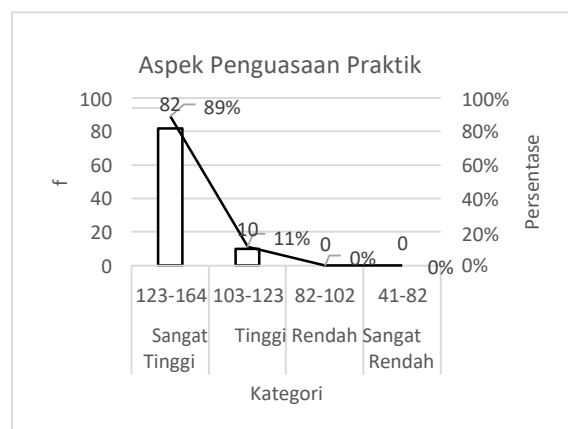 Aspek Penguasaan Praktik
100 100%
82 89%
80 80%
60 60%
40 40%
20 20%
10 11% 0 0% 0 0%
0 0%
f
Persentase
123-164 103-123 82-102 41-82
Sangat Tinggi Rendah Sangat
Tinggi Rendah
Kategori